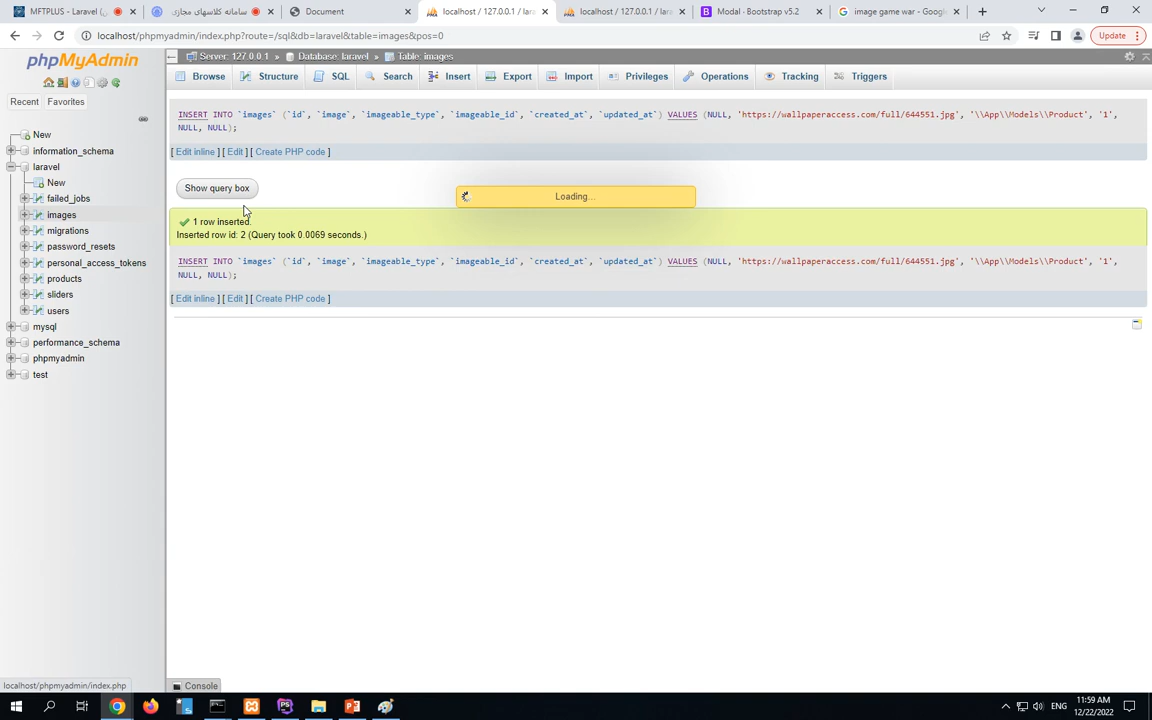 MFTPLUS - Laravel (
سامانه کلاسهای مجازی
Document
localhost / 127.0.0.1 / lara
localhost / 127.0.0.1 / lara
Modal · Bootstrap v5.2
image game war - Google
localhost/phpmyadmin/index.php?route=/sql&db=laravel&table=images&pos=0
Update
phpMyAdmin
Recent
Favorites
New
information_schema
laravel
New
failed_jobs
images
migrations
password_resets
personal_access_tokens
products
sliders
users
mysql
performance_schema
phpmyadmin
test
Server: 127.0.0.1 » Database: laravel » Table: images
Browse Structure SQL Search Insert Export Import Privileges Operations Tracking Triggers
INSERT INTO `images` (`id`, `image`, `imageable_type`, `imageable_id`, `created_at`, `updated_at`) VALUES (NULL, 'https://wallpaperaccess.com/full/644551.jpg', '\\App\\Models\\Product', '1',
NULL, NULL);
[ Edit inline ] [ Edit ] [ Create PHP code ]
Show query box
Loading...
1 row inserted.
Inserted row id: 2 (Query took 0.0069 seconds.)
INSERT INTO `images` (`id`, `image`, `imageable_type`, `imageable_id`, `created_at`, `updated_at`) VALUES (NULL, 'https://wallpaperaccess.com/full/644551.jpg', '\\App\\Models\\Product', '1',
NULL, NULL);
[ Edit inline ] [ Edit ] [ Create PHP code ]
localhost/phpmyadmin/index.php
Console
ENG
11:59 AM
12/22/2022